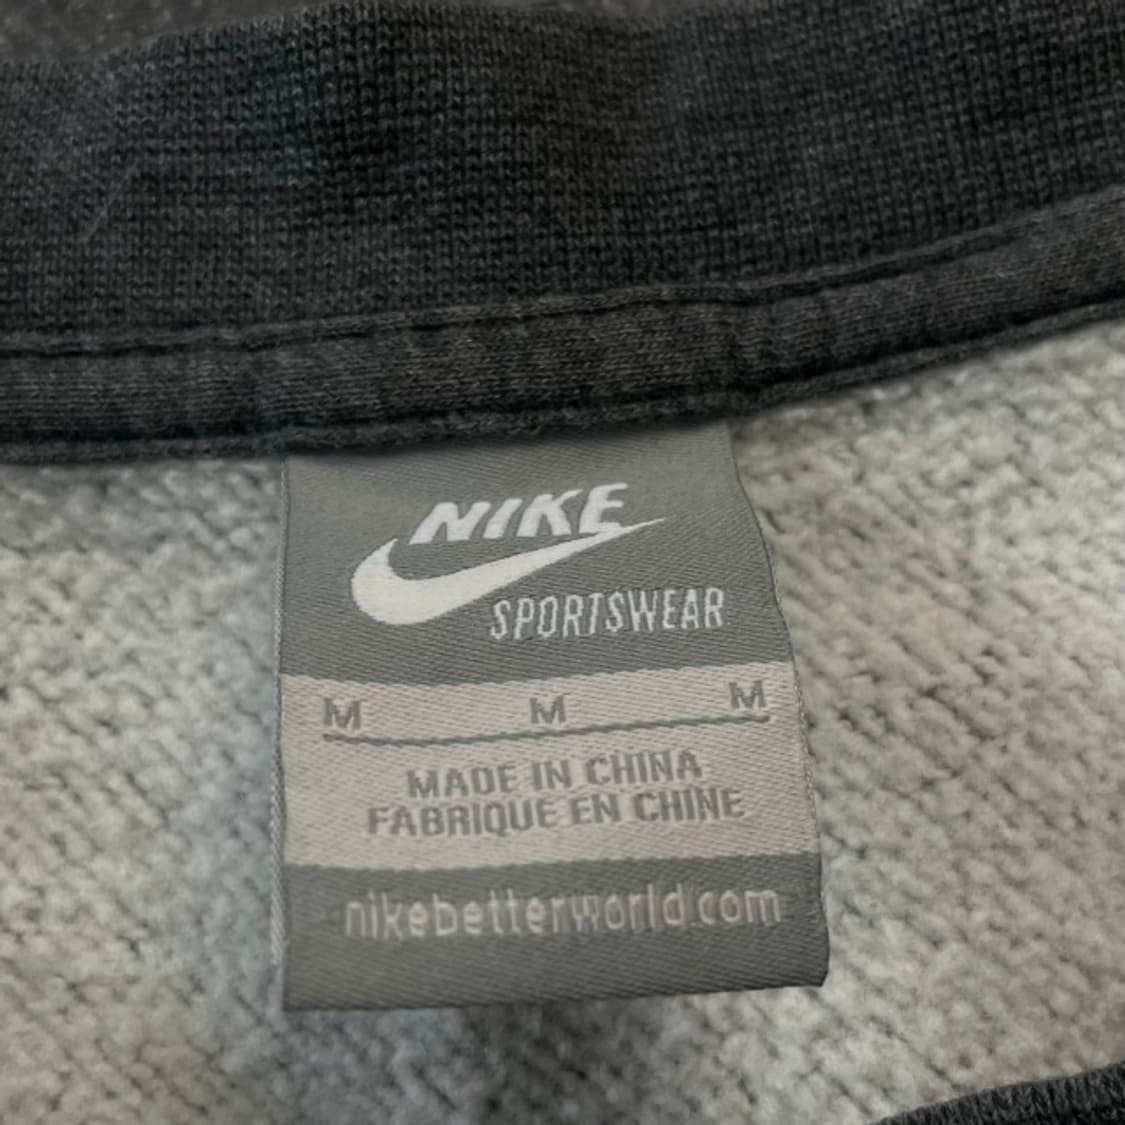 NIKE
SPORTSWEAR
M M M
MADE IN CHINA
FABRIQUE EN CHINE
nikebetterworld.com